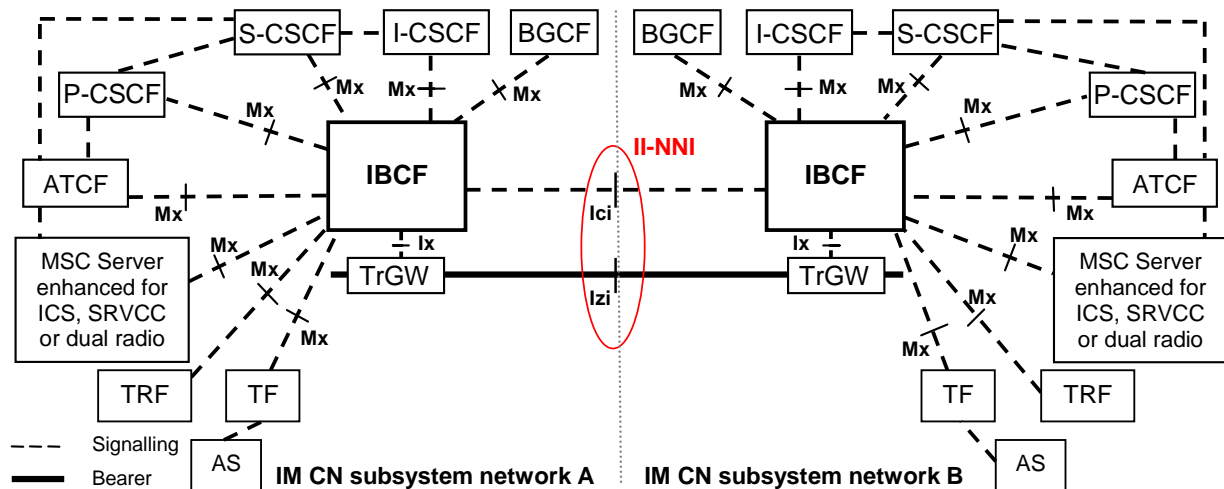 S-CSCF
I-CSCF
BGCF
BGCF
I-CSCF
S-CSCF
P-CSCF
Mx
Mx
Mx
Mx
Mx
Mx
Mx
Mx
P-CSCF
IBCF
II-NNI
IBCF
ATCF
Mx
Ici
Mx
ATCF
MSC Server
enhanced for
ICS, SRVCC
or dual radio
Mx
Ix
Ix
Mx
MSC Server
enhanced for
ICS, SRVCC
or dual radio
Mx
TrGW
Izi
TrGW
Mx
Mx
Mx
TRF
TF
TF
TRF
Signalling
AS
AS
Bearer
IM CN subsystem network A
IM CN subsystem network B